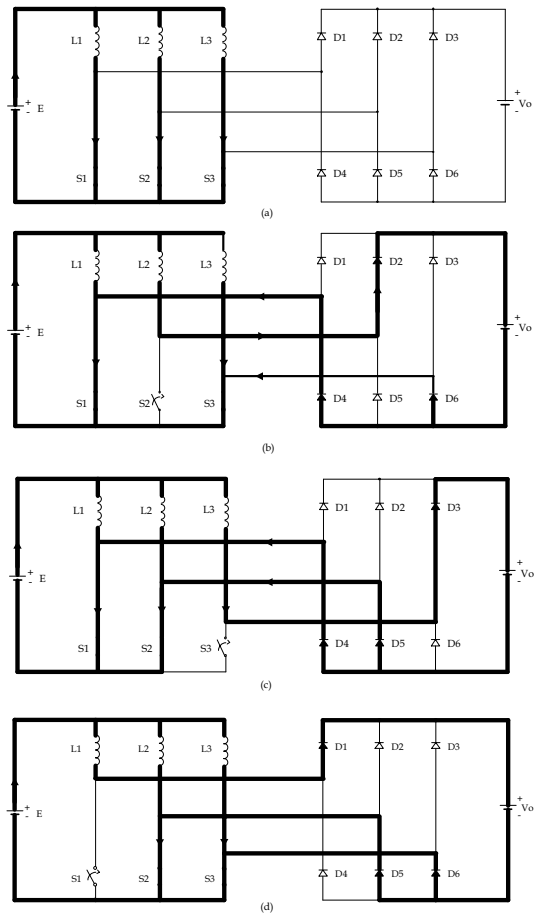 L1 L2 L3 D1 D2 D3
+ E - + Vo -
S1 S2 S3 D4 D5 D6
(a)
L1 L2 L3 D1 D2 D3
+ E - + Vo -
S1 S2 S3 D4 D5 D6
(b)
L1 L2 L3 D1 D2 D3
+ E - + Vo -
S1 S2 S3 D4 D5 D6
(c)
L1 L2 L3 D1 D2 D3
+ E - + Vo -
S1 S2 S3 D4 D5 D6
(d)